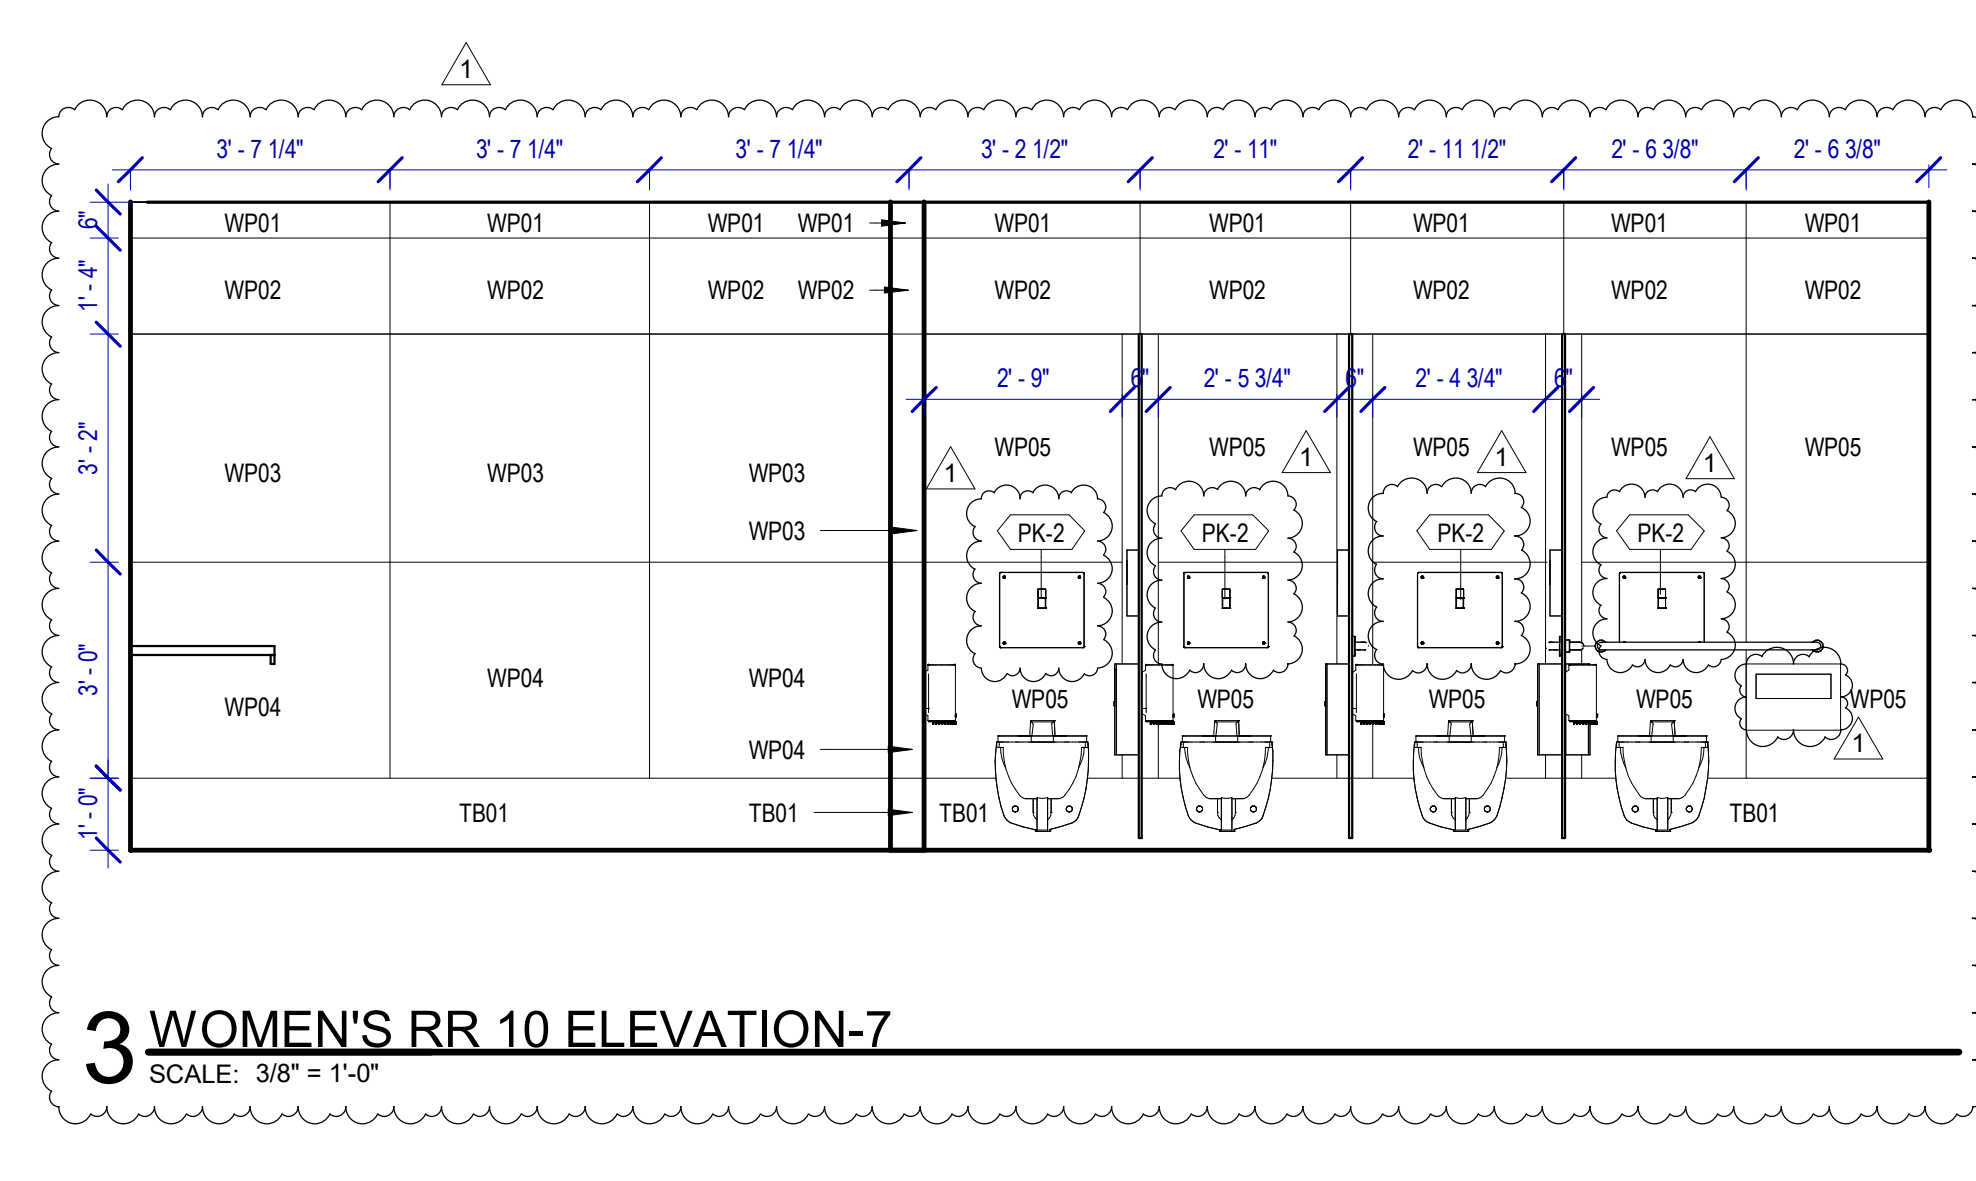 1
3' - 7 1/4" 3' - 7 1/4" 3' - 7 1/4" 3' - 2 1/2" 2' - 11" 2' - 11 1/2" 2' - 6 3/8" 2' - 6 3/8"
6" WP01 WP01 WP01 WP01 WP01 WP01 WP01 WP01 WP01
1' - 4" WP02 WP02 WP02 WP02 WP02 WP02 WP02 WP02 WP02
2' - 9" 6" 2' - 5 3/4" 6" 2' - 4 3/4" 6"
3' - 2" WP05 WP05 1 WP05 1 WP05 1 WP05
WP03 WP03 WP03 1
WP03 PK-2 PK-2 PK-2 PK-2
3' - 0" WP04 WP04 WP04 WP05 WP05 WP05 WP05 WP05
WP04 1
1' - 0" TB01 TB01 TB01 TB01
3 WOMEN'S RR 10 ELEVATION-7
SCALE: 3/8" = 1'-0"